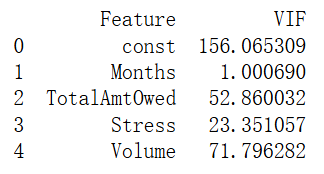 Feature VIF
0 const 156.065309
1 Months 1.000690
2 TotalAmtOwed 52.860032
3 Stress 23.351057
4 Volume 71.796282